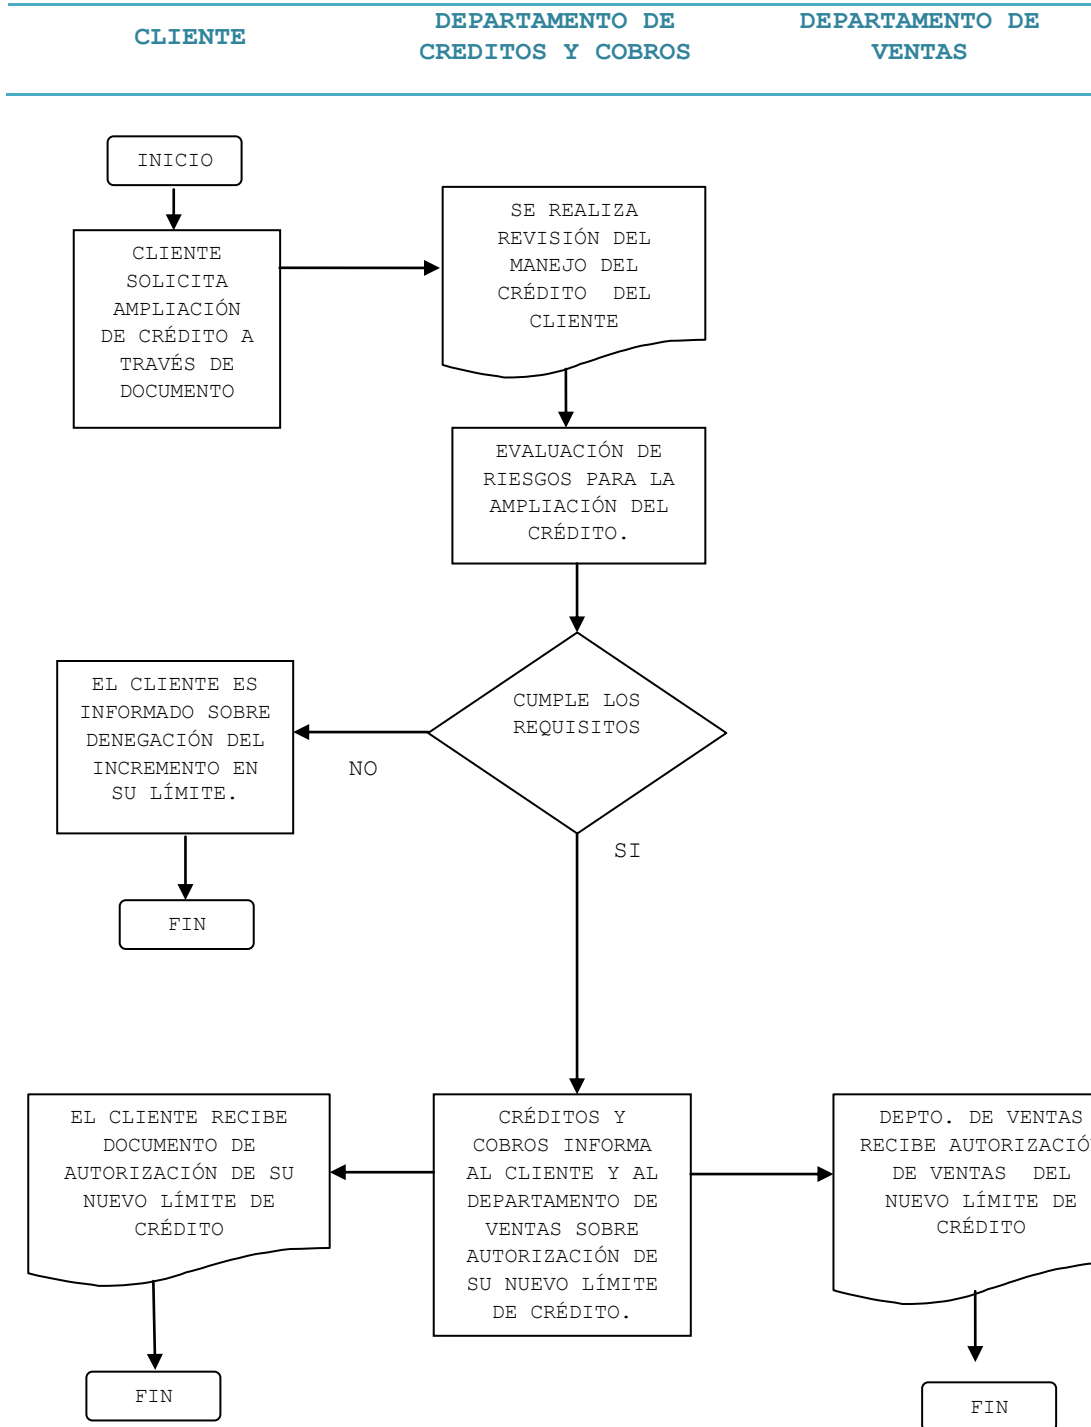 CLIENTE
DEPARTAMENTO DE
CREDITOS Y COBROS
DEPARTAMENTO DE
VENTAS
INICIO
CLIENTE
SOLICITA
AMPLIACIÓN
DE CRÉDITO A
TRAVÉS DE
DOCUMENTO
SE REALIZA
REVISIÓN DEL
MANEJO DEL
CRÉDITO DEL
CLIENTE
EVALUACIÓN DE
RIESGOS PARA LA
AMPLIACIÓN DEL
CRÉDITO.
CUMPLE LOS
REQUISITOS
NO
SI
EL CLIENTE ES
INFORMADO SOBRE
DENEGACIÓN DEL
INCREMENTO EN
SU LÍMITE.
FIN
EL CLIENTE RECIBE
DOCUMENTO DE
AUTORIZACIÓN DE SU
NUEVO LÍMITE DE
CRÉDITO
FIN
CRÉDITOS Y
COBROS INFORMA
AL CLIENTE Y AL
DEPARTAMENTO DE
VENTAS SOBRE
AUTORIZACIÓN DE
SU NUEVO LÍMITE
DE CRÉDITO.
DEPTO. DE VENTAS
RECIBE AUTORIZACIÓN
DE VENTAS DEL
NUEVO LÍMITE DE
CRÉDITO
FIN